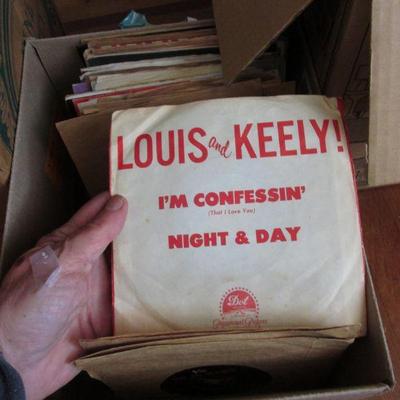 LOUIS and KEELY!
I'M CONFESSIN'
(That I Love You)
NIGHT & DAY
Dot